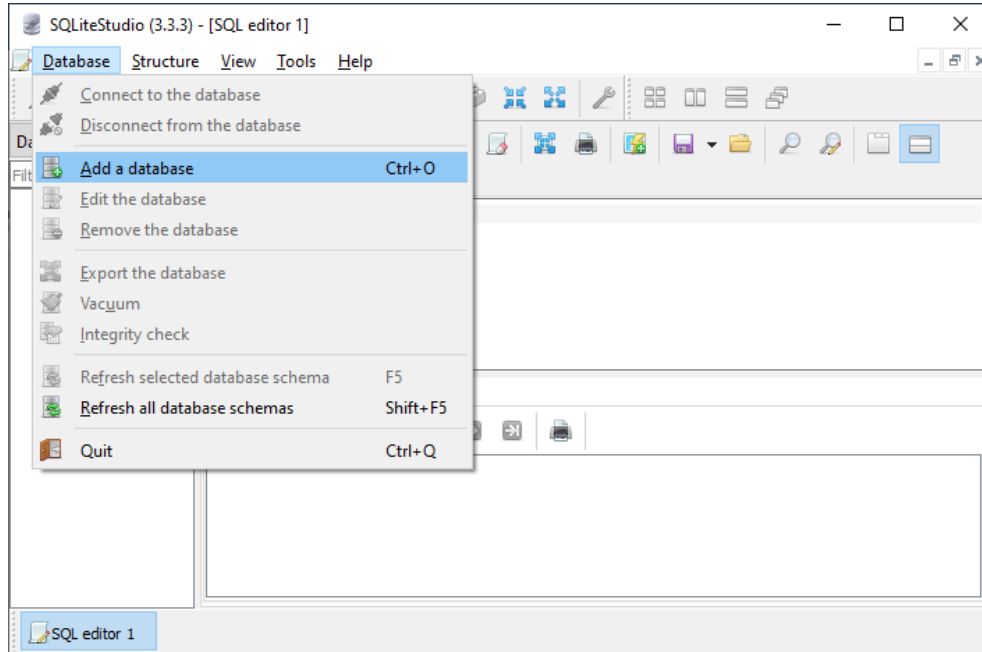 SQLiteStudio (3.3.3) - [SQL editor 1]
Database Structure View Tools Help
Connect to the database
Disconnect from the database
Add a database Ctrl+O
Edit the database
Remove the database
Export the database
Vacuum
Integrity check
Refresh selected database schema F5
Refresh all database schemas Shift+F5
Quit Ctrl+Q
SQL editor 1